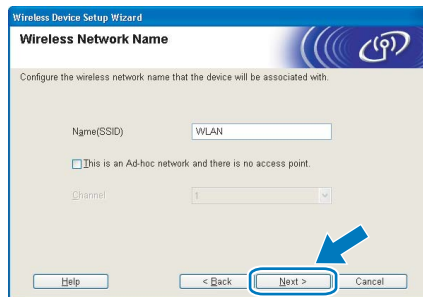 Wireless Device Setup Wizard
Wireless Network Name
Configure the wireless network name that the device will be associated with.
Name(SSID) WLAN
This is an Ad-hoc network and there is no access point.
Channel 1
Help < Back Next > Cancel